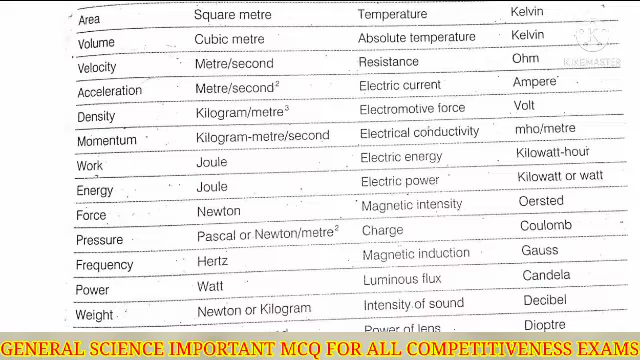 Area Square metre Temperature Kelvin
Volume Cubic metre Absolute temperature Kelvin
Velocity Metre/second Resistance Ohm
Acceleration Metre/second² Electric current Ampere
Density Kilogram/metre³ Electromotive force Volt
Momentum Kilogram-metre/second Electrical conductivity mho/metre
Work Joule Electric energy Kilowatt-hour
Energy Joule Electric power Kilowatt or watt
Force Newton Magnetic intensity Oersted
Pressure Pascal or Newton/metre² Charge Coulomb
Frequency Hertz Magnetic induction Gauss
Power Watt Luminous flux Candela
Weight Newton or Kilogram Intensity of sound Decibel
Power of lens Dioptre
KINEMASTER
GENERAL SCIENCE IMPORTANT MCQ FOR ALL COMPETITIVENESS EXAMS